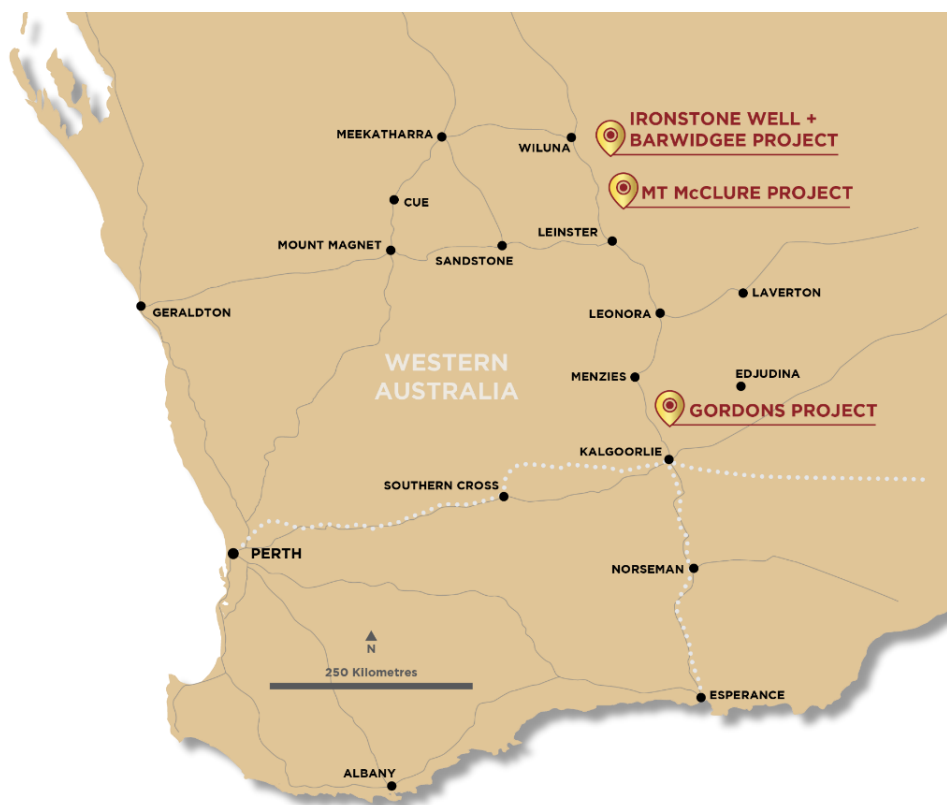 IRONSTONE WELL +
BARWIDGEE PROJECT
MEEKATHARRA
WILUNA
MT McCLURE PROJECT
CUE
LEINSTER
MOUNT MAGNET
SANDSTONE
LAVERTON
GERALDTON
LEONORA
WESTERN
AUSTRALIA
MENZIES
EDJUDINA
GORDONS PROJECT
KALGOORLIE
SOUTHERN CROSS
PERTH
NORSEMAN
N
250 Kilometres
ESPERANCE
ALBANY